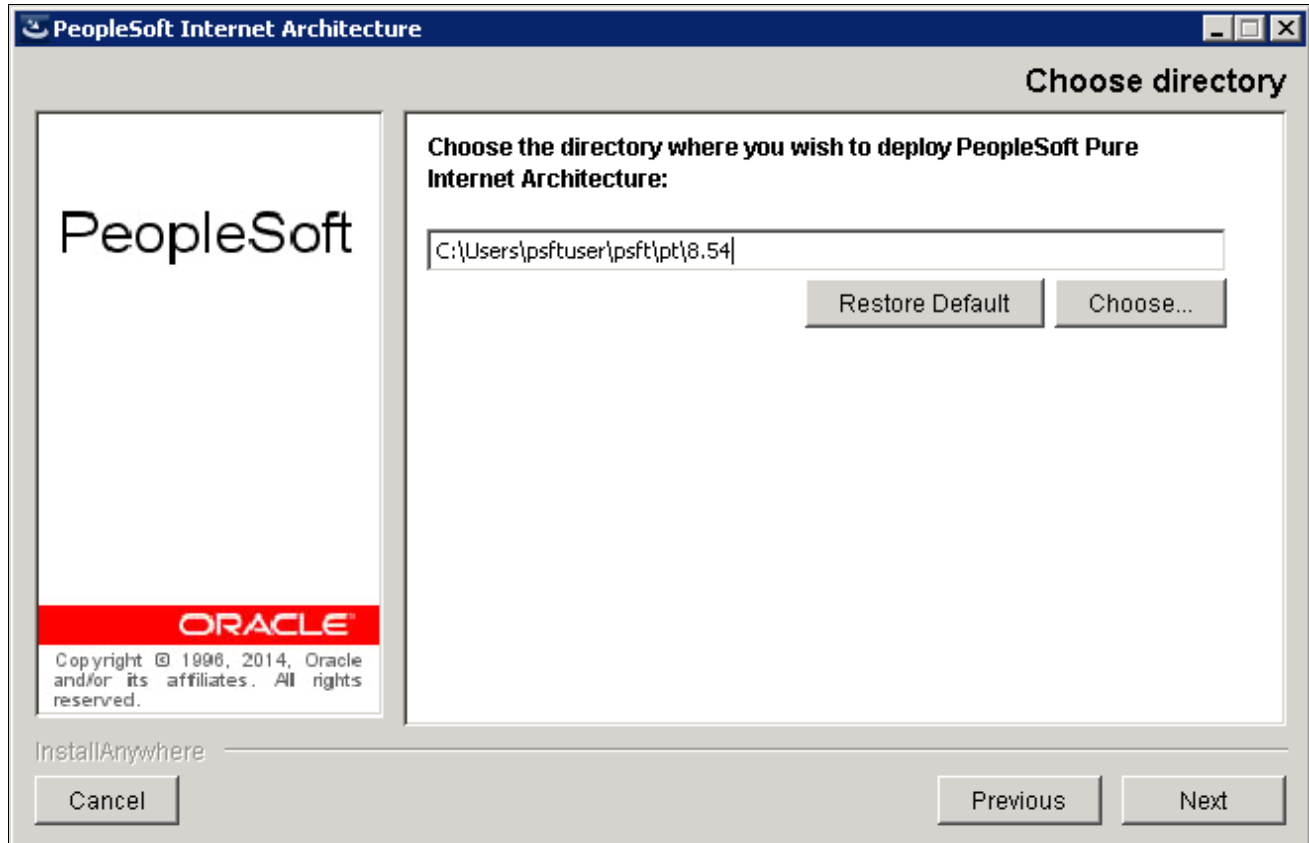 PeopleSoft Internet Architecture
Choose directory
PeopleSoft
Choose the directory where you wish to deploy PeopleSoft Pure
Internet Architecture:
C:\Users\psftuser\psft\pt\8.54
Restore Default
Choose...
ORACLE
Copyright © 1996, 2014, Oracle
and/or its affiliates. All rights
reserved.
InstallAnywhere
Cancel
Previous
Next